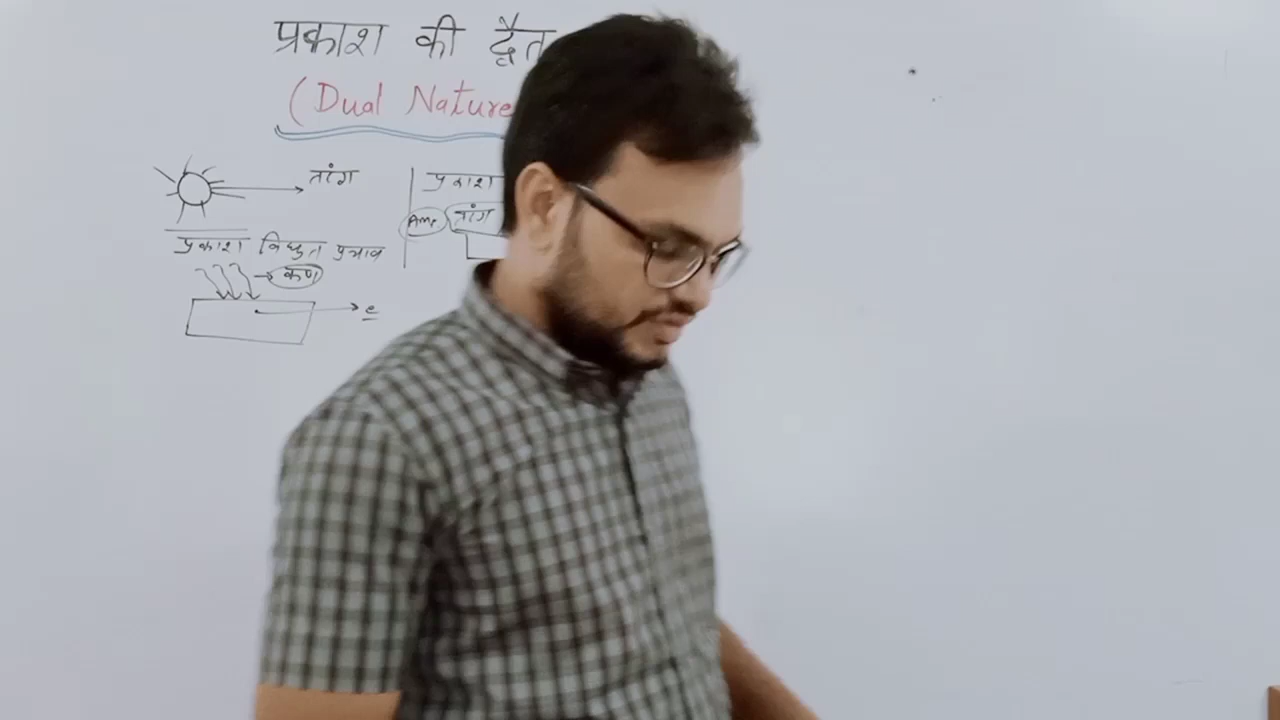 प्रकाश की द्वैत
(Dual Nature
तरंग
प्रकाश विधुत प्रभाव
कण
e
प्रकाश
तरंग